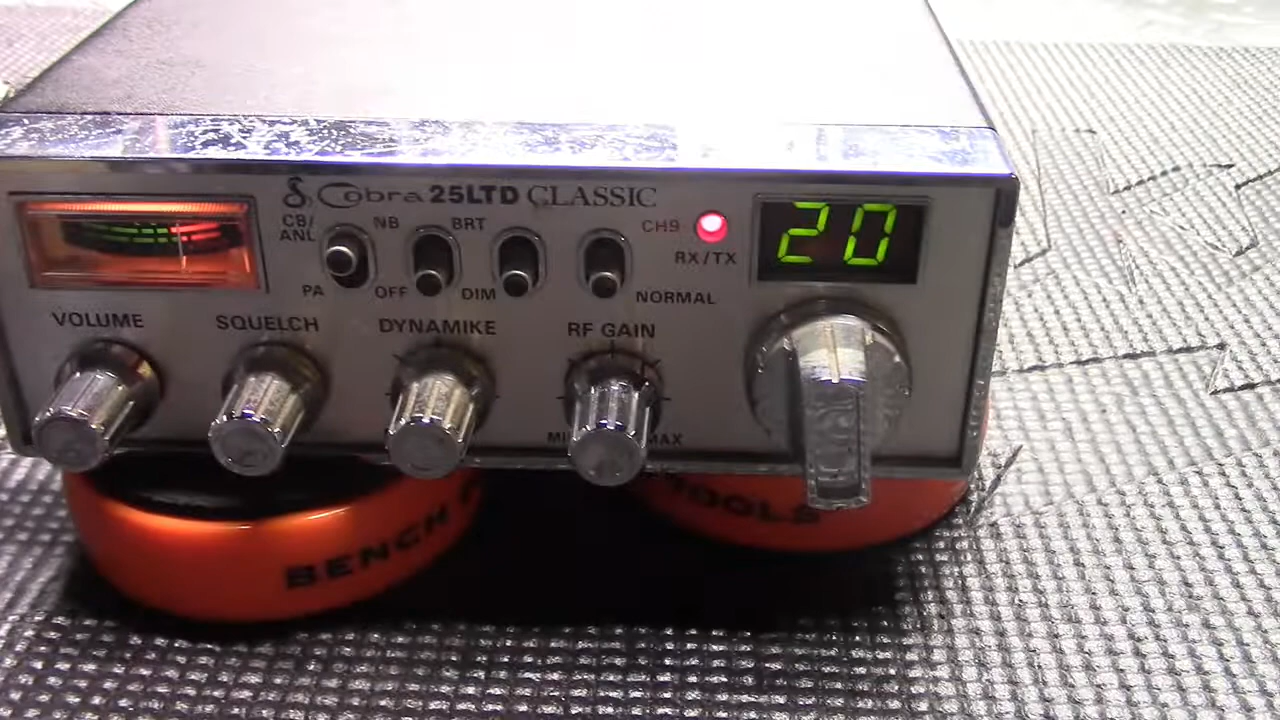 Cobra 25LTD CLASSIC
CB/
ANL
NB
BRT
CH9
20
RX/TX
PA
OFF
DIM
NORMAL
VOLUME
SQUELCH
DYNAMIKE
RF GAIN
MAX
BENCH
TOOLS